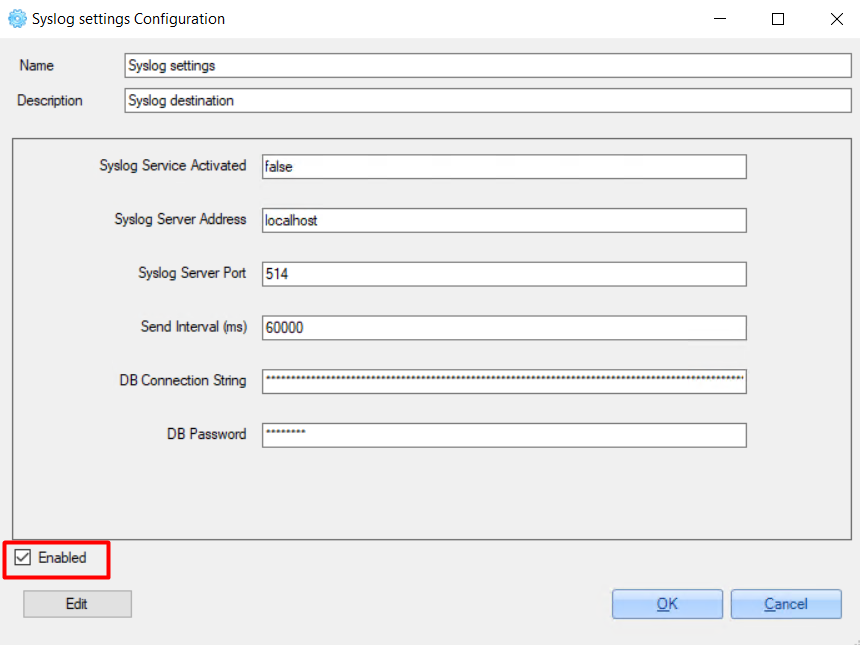 Syslog settings Configuration
Name Syslog settings
Description Syslog destination
Syslog Service Activated false
Syslog Server Address localhost
Syslog Server Port 514
Send Interval (ms) 60000
DB Connection String
DB Password ********
Enabled
Edit OK Cancel